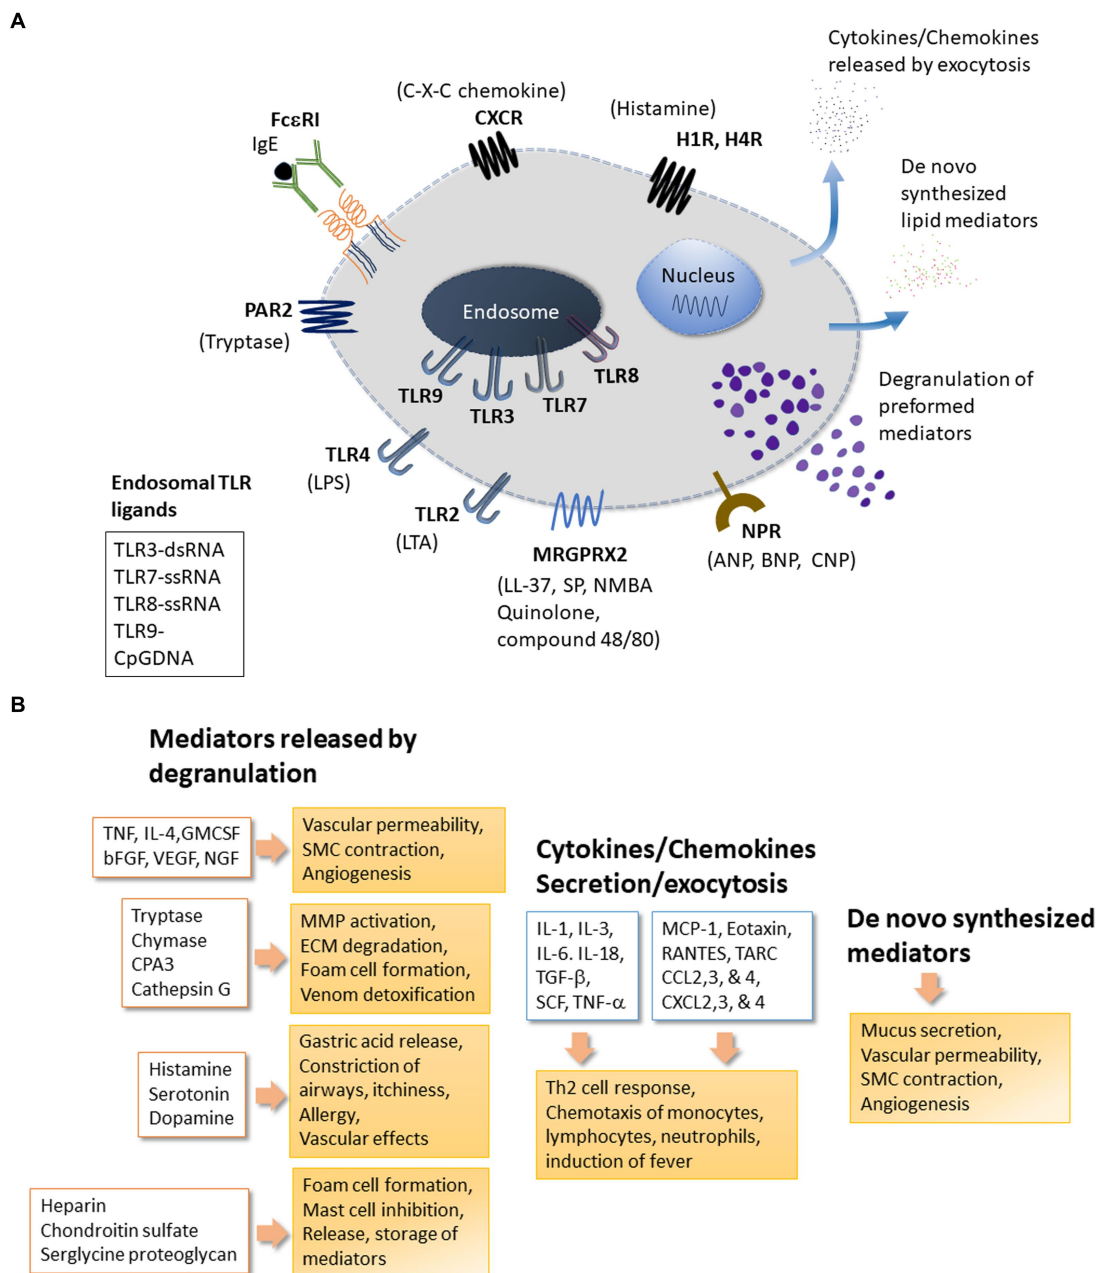 A
Cytokines/Chemokines
released by exocytosis
(C-X-C chemokine)
CXCR
(Histamine)
H1R, H4R
FcεRI
IgE
De novo
synthesized
lipid mediators
Nucleus
Endosome
PAR2
(Tryptase)
TLR9
TLR3
TLR7
TLR8
Degranulation of
preformed
mediators
TLR4
(LPS)
TLR2
(LTA)
MRGPRX2
(LL-37, SP, NMBA
Quinolone,
compound 48/80)
NPR
(ANP, BNP, CNP)
Endosomal TLR
ligands
TLR3-dsRNA
TLR7-ssRNA
TLR8-ssRNA
TLR9-
CpGDNA
B
Mediators released by
degranulation
TNF, IL-4,GMCSF
bFGF, VEGF, NGF
Vascular permeability,
SMC contraction,
Angiogenesis
Tryptase
Chymase
CPA3
Cathepsin G
MMP activation,
ECM degradation,
Foam cell formation,
Venom detoxification
Histamine
Serotonin
Dopamine
Gastric acid release,
Constriction of
airways, itchiness,
Allergy,
Vascular effects
Heparin
Chondroitin sulfate
Serglycine proteoglycan
Foam cell formation,
Mast cell inhibition,
Release, storage of
mediators
Cytokines/Chemokines
Secretion/exocytosis
IL-1, IL-3,
IL-6. IL-18,
TGF-β,
SCF, TNF-α
MCP-1, Eotaxin,
RANTES, TARC
CCL2,3, & 4,
CXCL2,3, & 4
Th2 cell response,
Chemotaxis of monocytes,
lymphocytes, neutrophils,
induction of fever
De novo synthesized
mediators
Mucus secretion,
Vascular permeability,
SMC contraction,
Angiogenesis